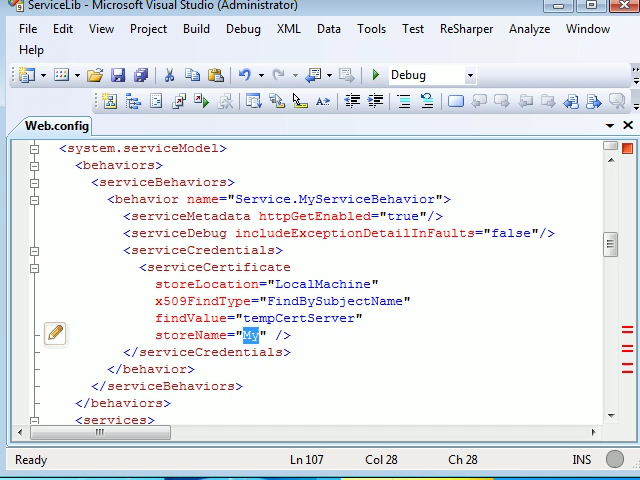 ServiceLib - Microsoft Visual Studio (Administrator)
File Edit View Project Build Debug XML Data Tools Test ReSharper Analyze Window
Help
Debug
Web.config
<system.serviceModel>
<behaviors>
<serviceBehaviors>
<behavior name="Service.MyServiceBehavior">
<serviceMetadata httpGetEnabled="true"/>
<serviceDebug includeExceptionDetailInFaults="false"/>
<serviceCredentials>
<serviceCertificate
storeLocation="LocalMachine"
x509FindType="FindBySubjectName"
findValue="tempCertServer"
storeName="My" />
</serviceCredentials>
</behavior>
</serviceBehaviors>
</behaviors>
<services>
Ready Ln 107 Col 28 Ch 28 INS